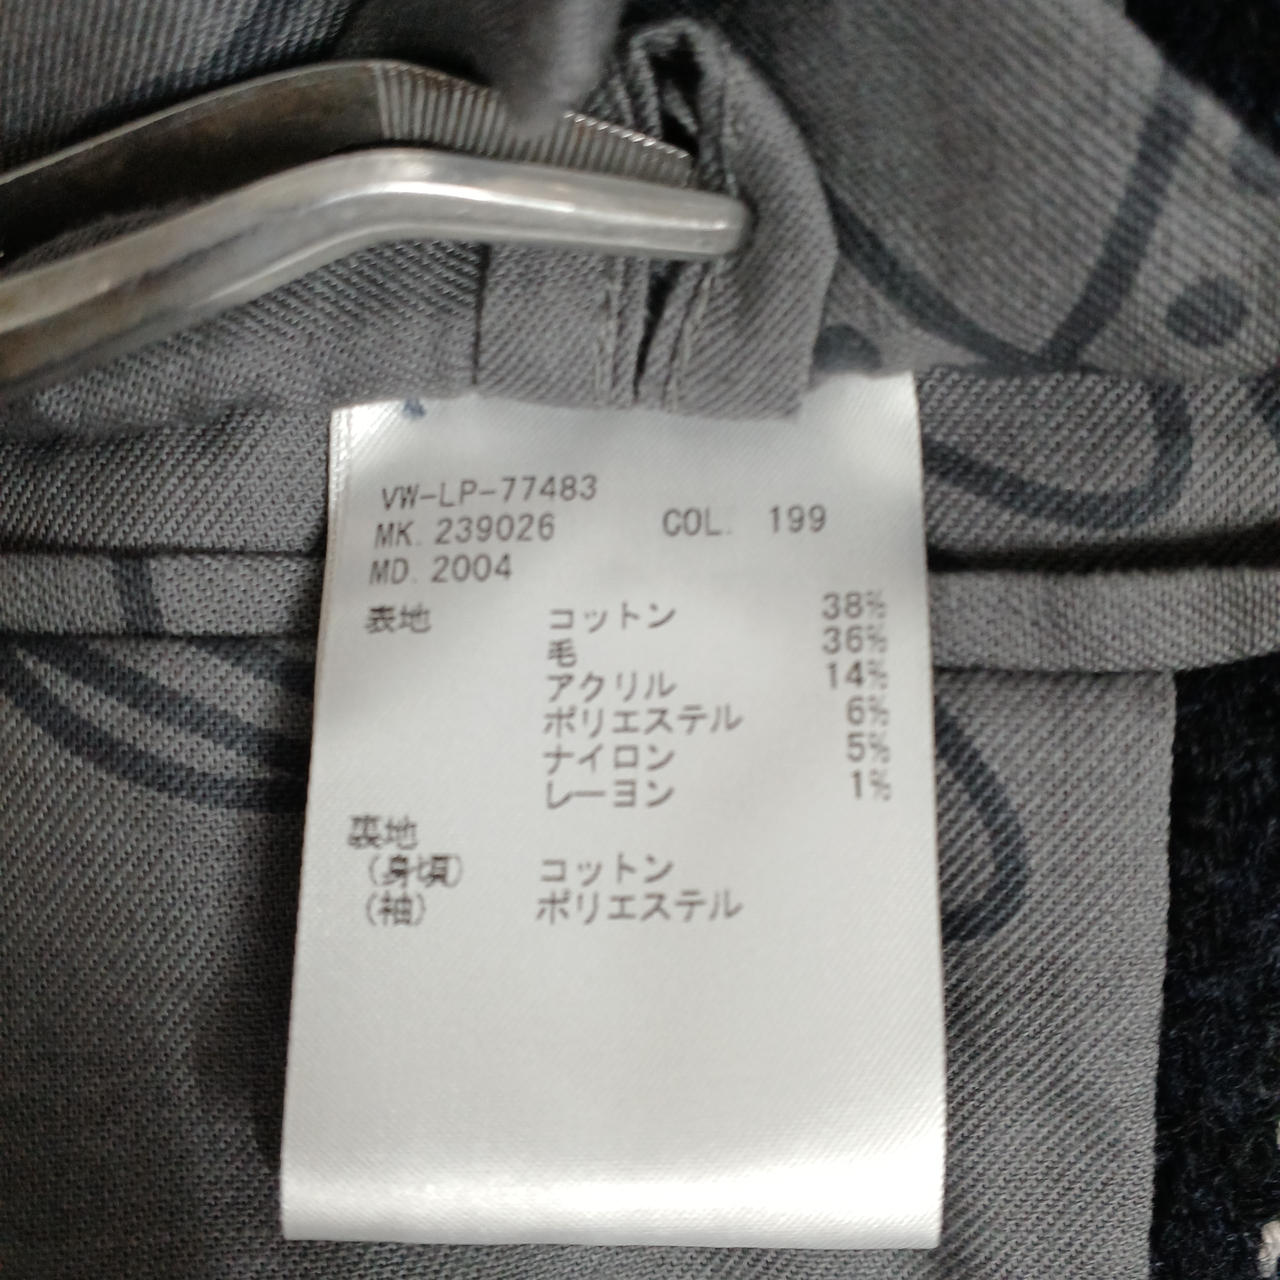 VW-LP-77483
MK. 239026 COL. 199
MD. 2004
表地 コットン 38%
毛 36%
アクリル 14%
ポリエステル 6%
ナイロン 5%
レーヨン 1%
裏地
(身頃) コットン
(袖) ポリエステル